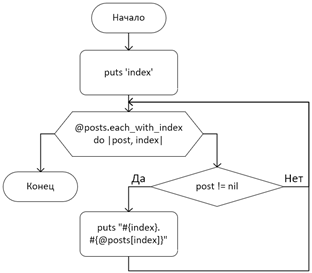 Начало
puts 'index'
@posts.each_with_index
do |post, index|
Конец
post != nil
Да
Нет
puts "#{index}.
#{@posts[index]}"